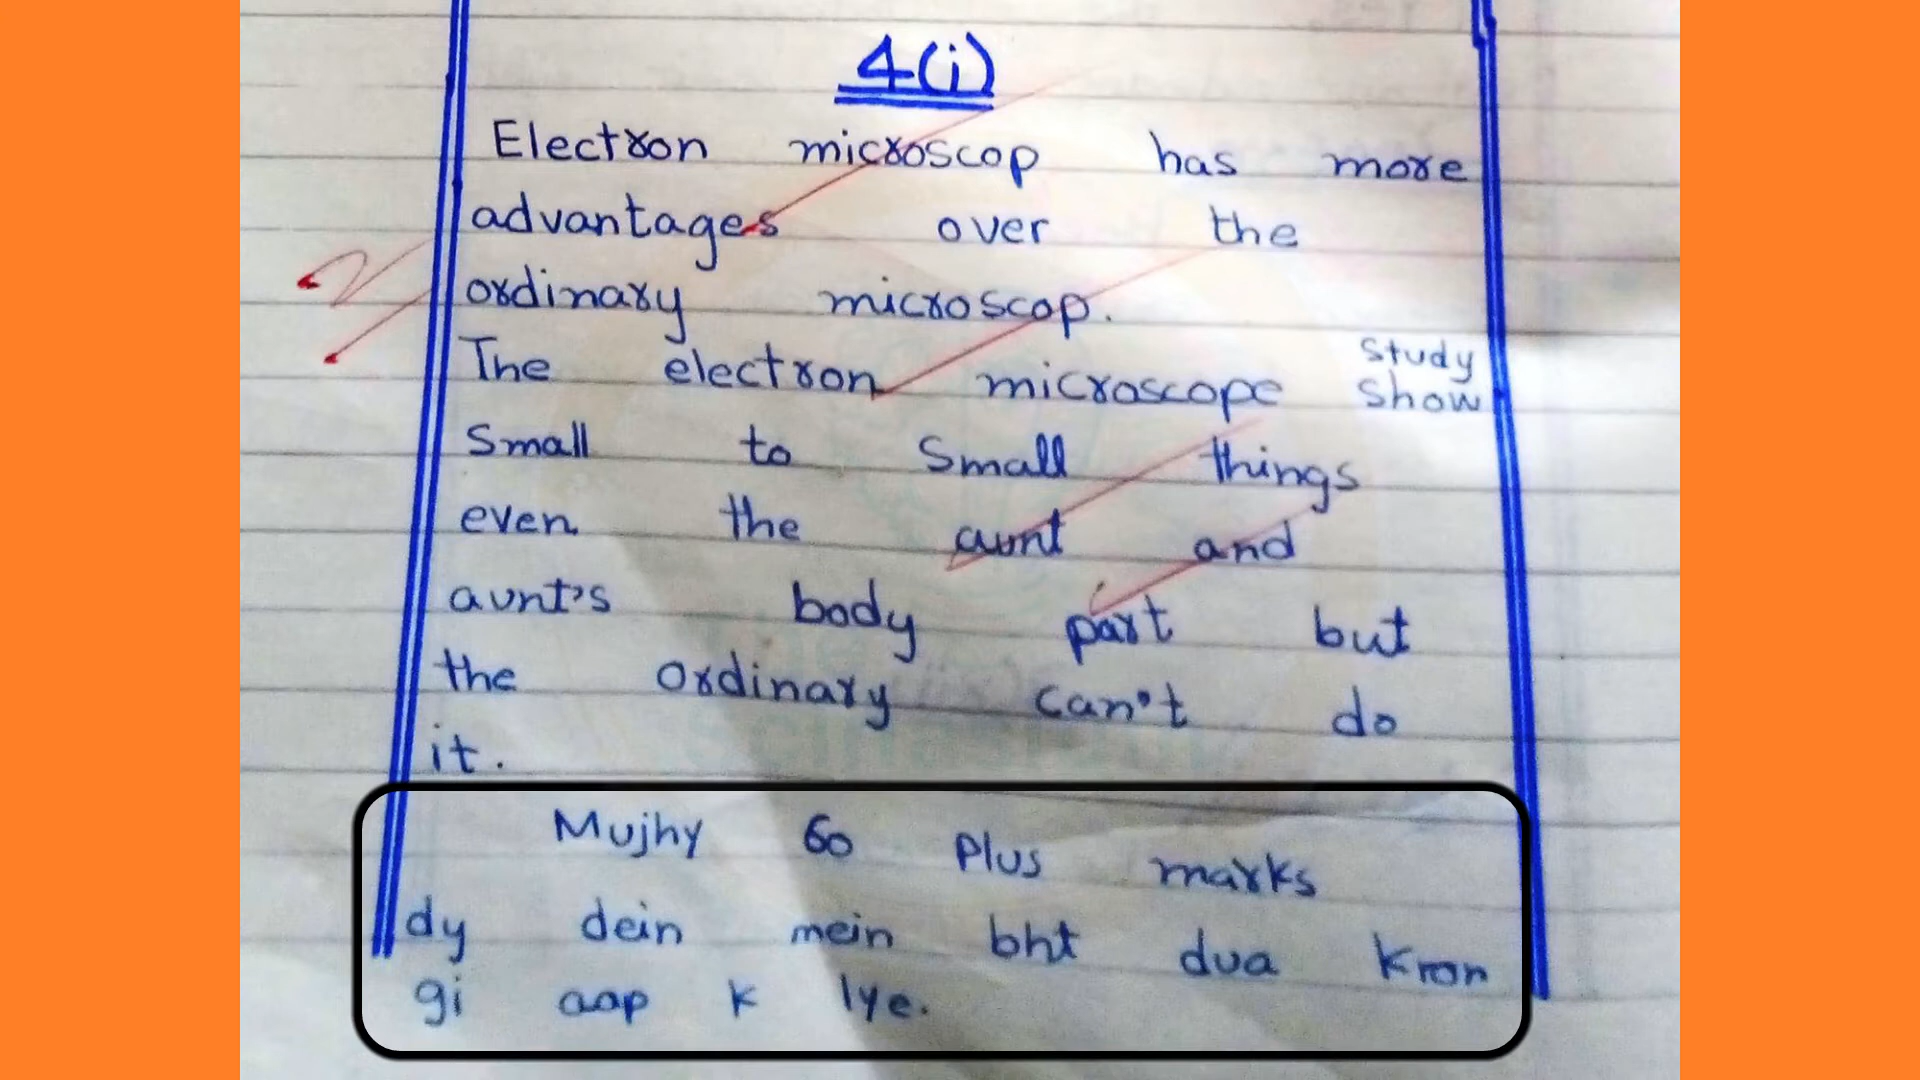 4(i)
Electron microscop has more
advantages over the
ordinary microscop.
The electron microscope study
show
Small to Small things
even the aunt and
aunt's body part but
the ordinary can't do
it.
Mujhy 60 Plus marks
dy dein mein bht dua kron
gi aap k lye.